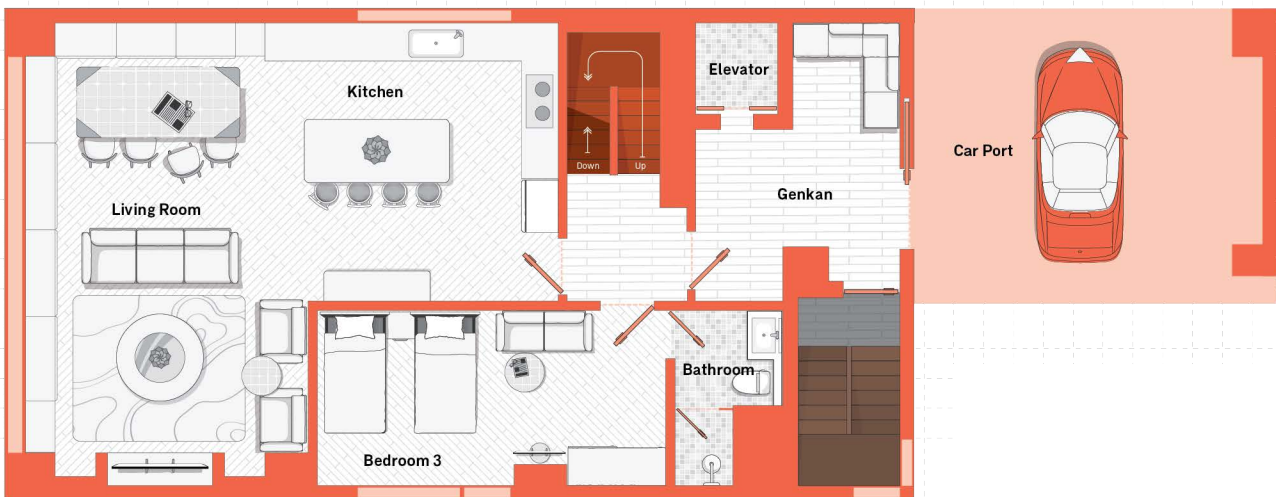 Elevator
Kitchen
Car Port
Down
Up
Genkan
Living Room
Bathroom
Bedroom 3